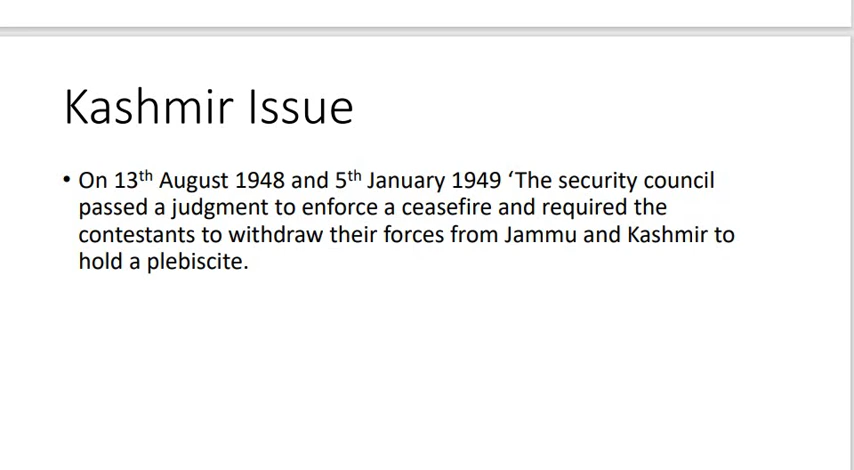 Kashmir Issue
• On 13th August 1948 and 5th January 1949 ‘The security council
passed a judgment to enforce a ceasefire and required the
contestants to withdraw their forces from Jammu and Kashmir to
hold a plebiscite.